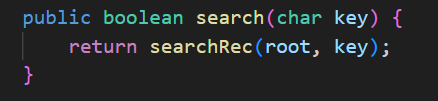 public boolean search(char key) {
    return searchRec(root, key);
}